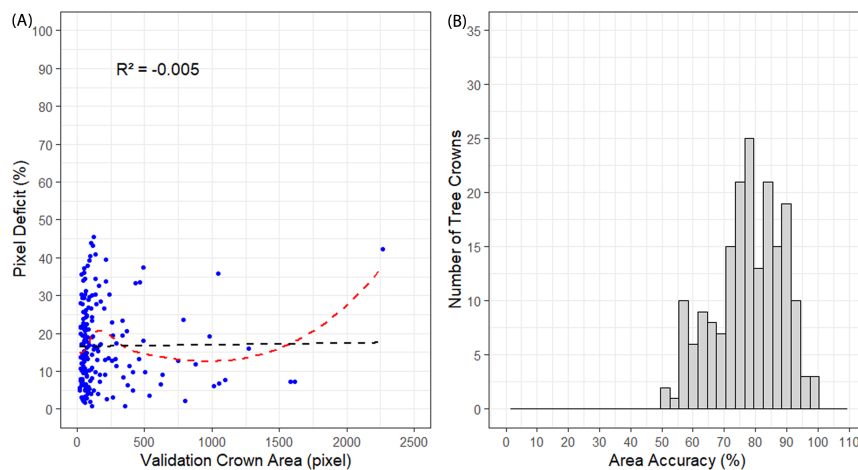 (A)
100
90
80
70
60
50
40
30
20
10
0
Pixel Deficit (%)
R² = -0.005
0 500 1000 1500 2000 2500
Validation Crown Area (pixel)
(B)
35
30
25
20
15
10
5
0
Number of Tree Crowns
0 10 20 30 40 50 60 70 80 90 100 110
Area Accuracy (%)